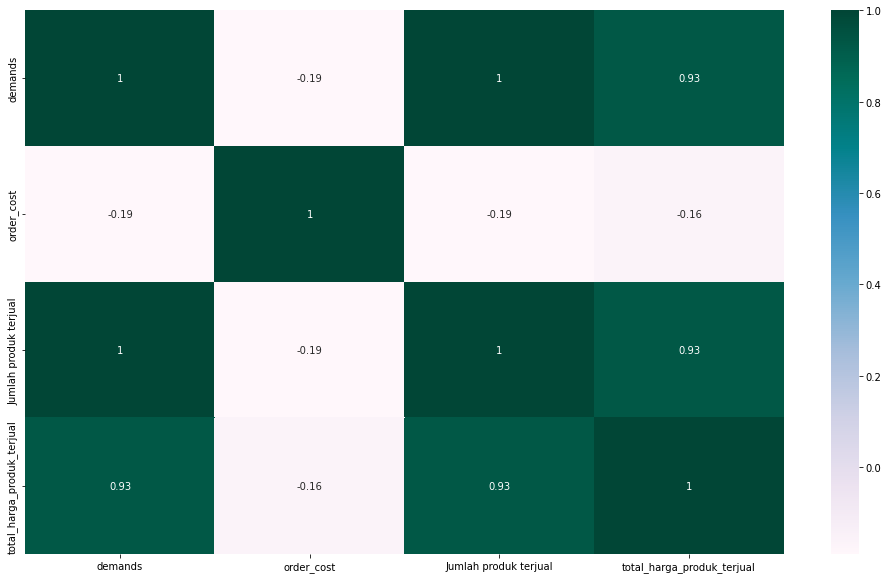 demands
1
-0.19
1
0.93
order_cost
-0.19
1
-0.19
-0.16
Jumlah produk terjual
1
-0.19
1
0.93
total_harga_produk_terjual
0.93
-0.16
0.93
1
demands
order_cost
Jumlah produk terjual
total_harga_produk_terjual
1.0
0.8
0.6
0.4
0.2
0.0